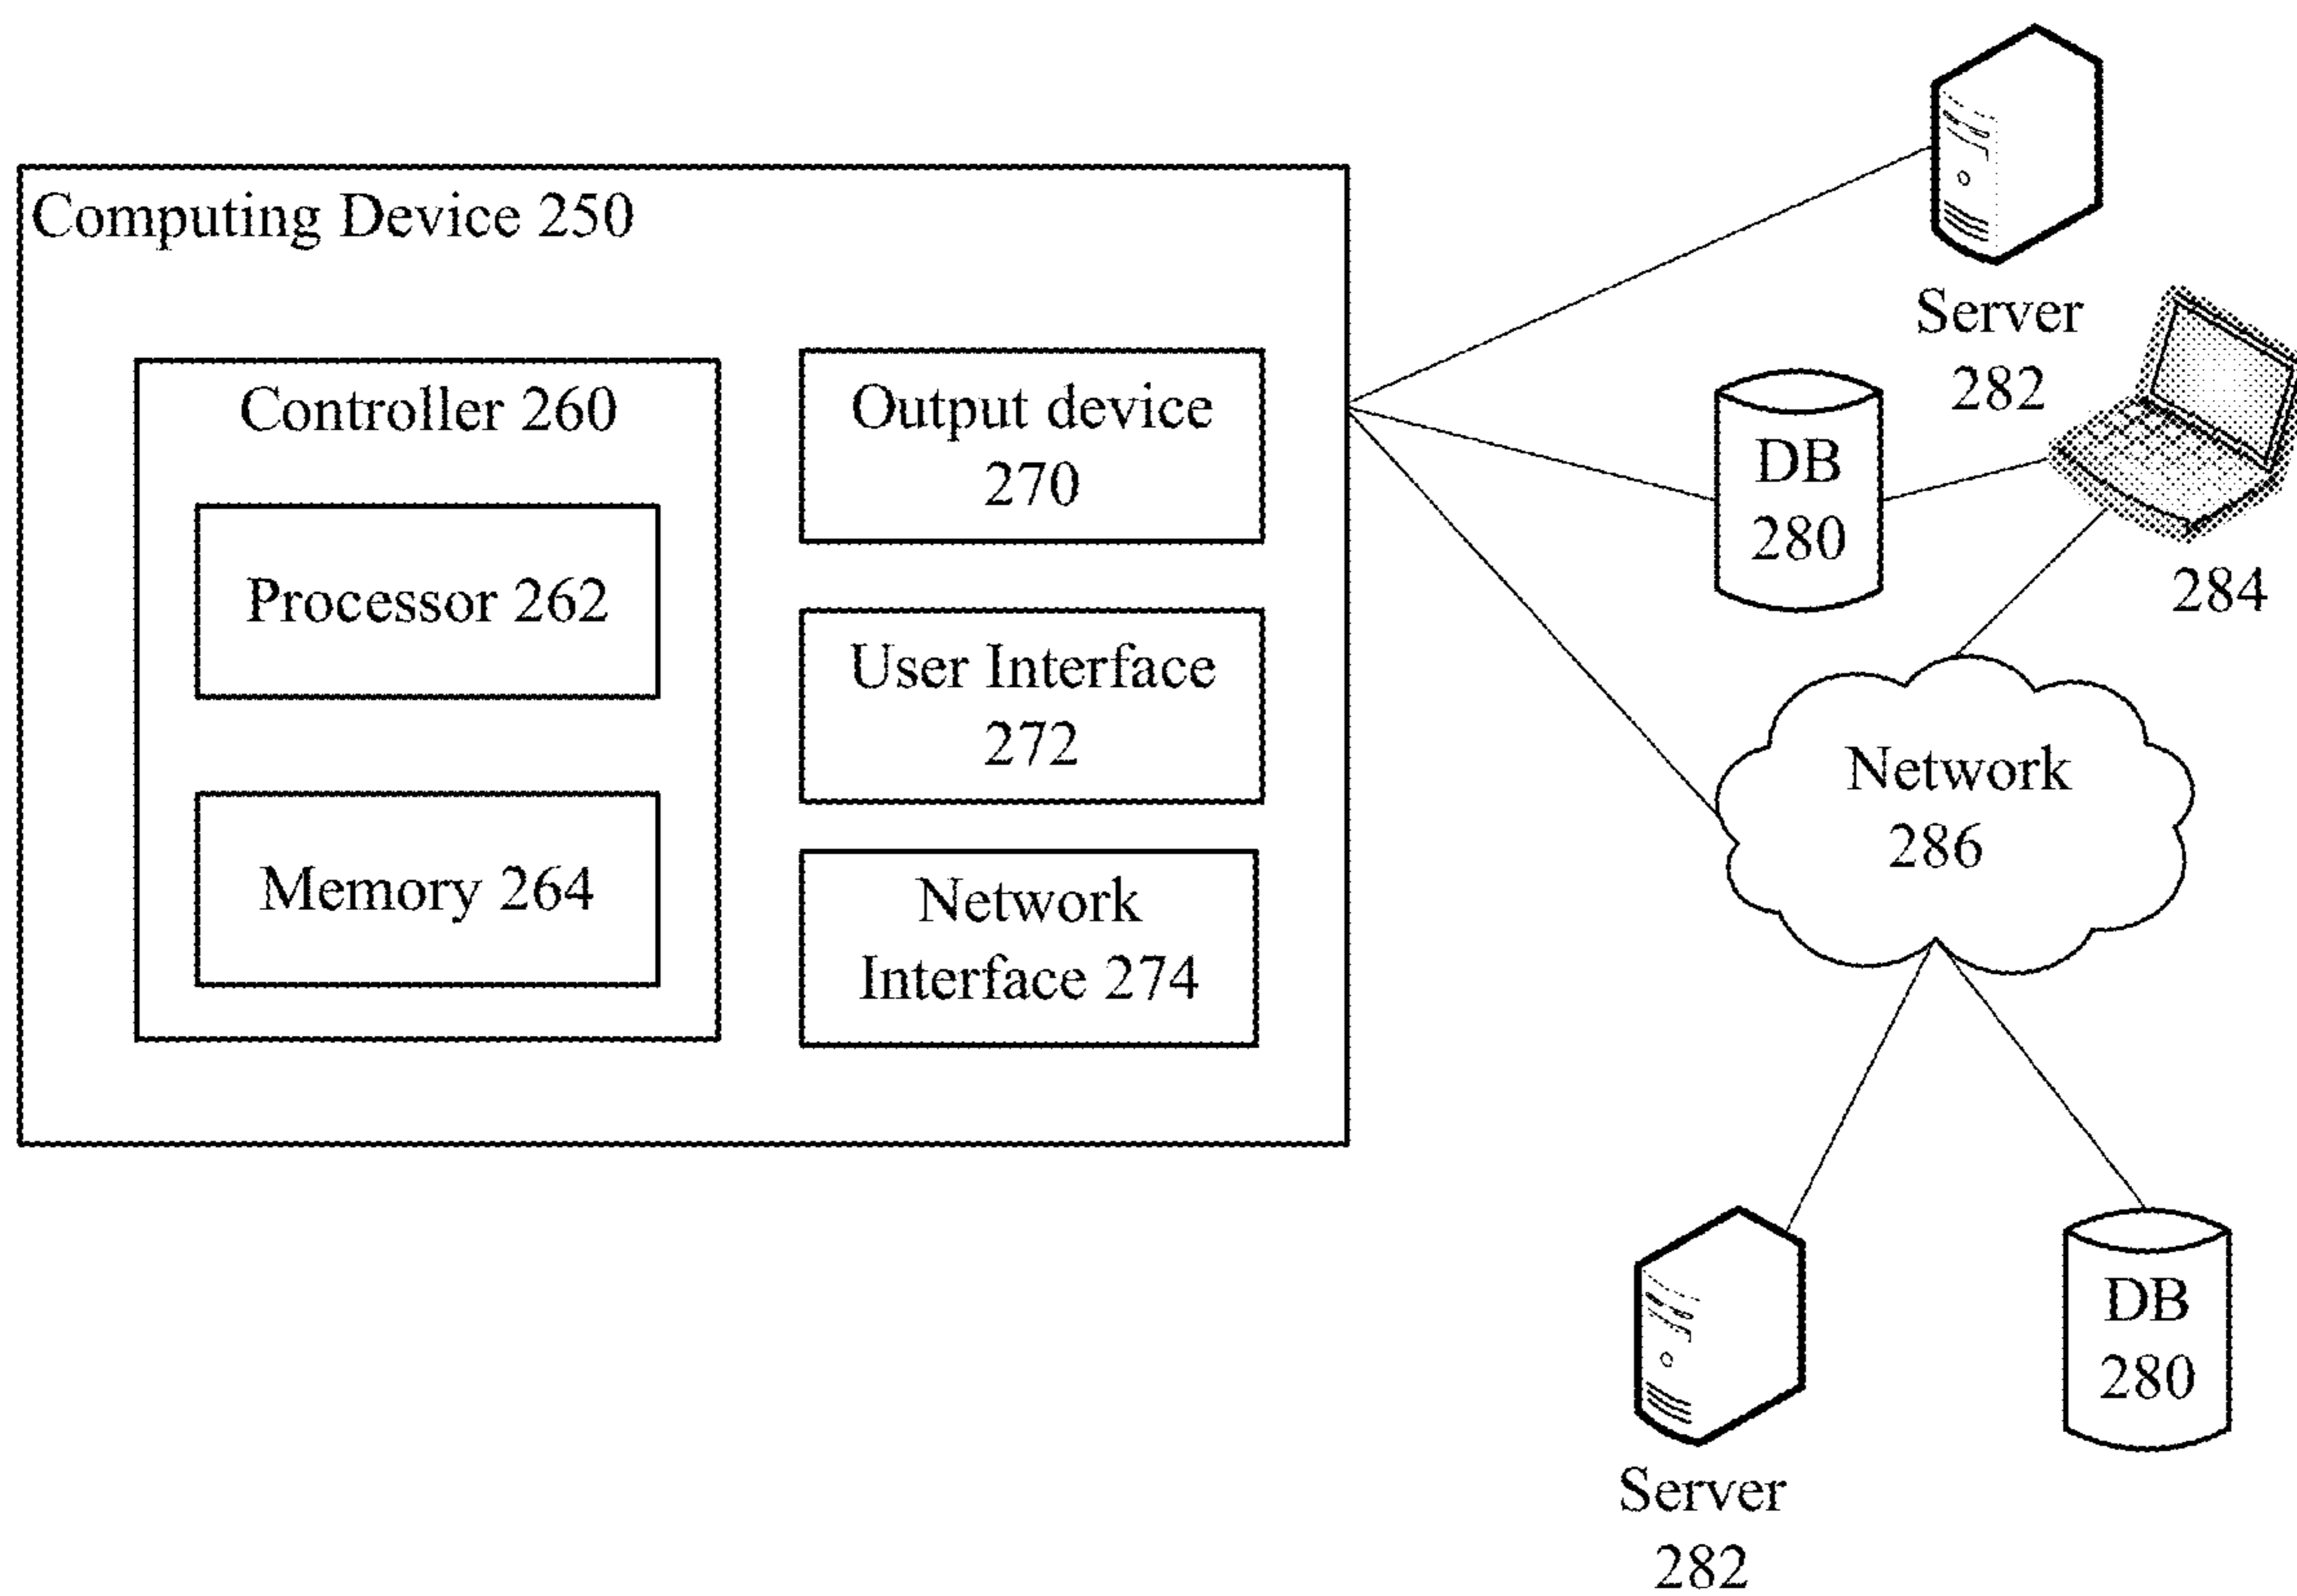 Computing Device 250
Controller 260
Processor 262
Memory 264
Output device
270
User Interface
272
Network
Interface 274
Server
282
DB
280
284
Network
286
Server
282
DB
280